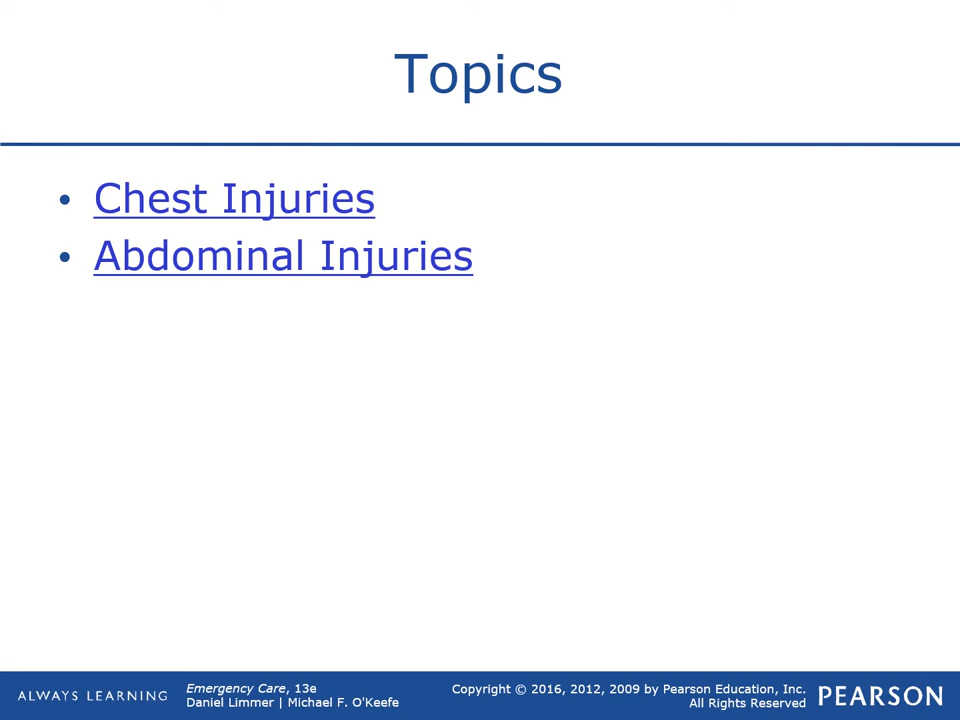 Topics
• Chest Injuries
• Abdominal Injuries
ALWAYS LEARNING
Emergency Care, 13e
Daniel Limmer | Michael F. O'Keefe
Copyright © 2016, 2012, 2009 by Pearson Education, Inc.
All Rights Reserved
PEARSON